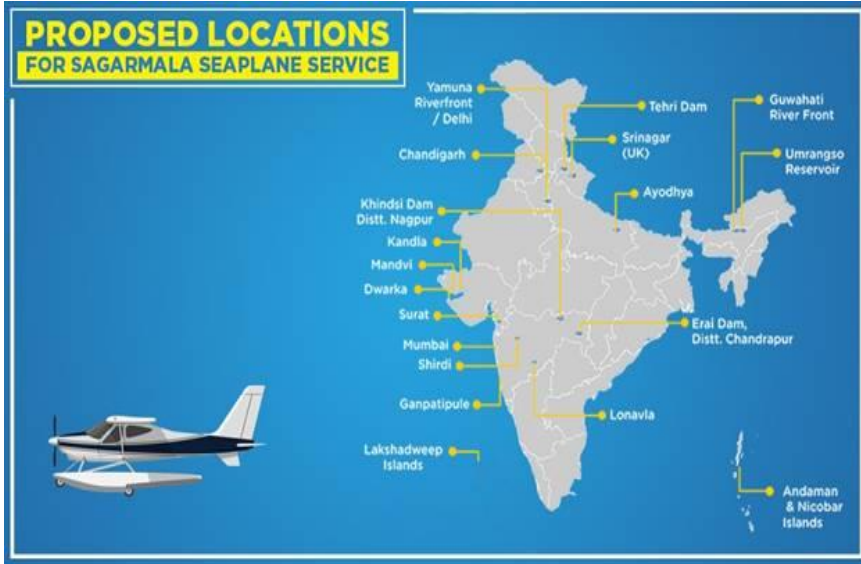 PROPOSED LOCATIONS
FOR SAGARMALA SEAPLANE SERVICE
Yamuna
Riverfront
/ Delhi
Chandigarh
Khindsi Dam
Distt. Nagpur
Kandla
Mandvi
Dwarka
Surat
Mumbai
Shirdi
Ganpatipule
Lakshadweep
Islands
Tehri Dam
Srinagar
(UK)
Ayodhya
Guwahati
River Front
Umrangso
Reservoir
Erai Dam,
Distt. Chandrapur
Lonavla
Andaman
& Nicobar
Islands